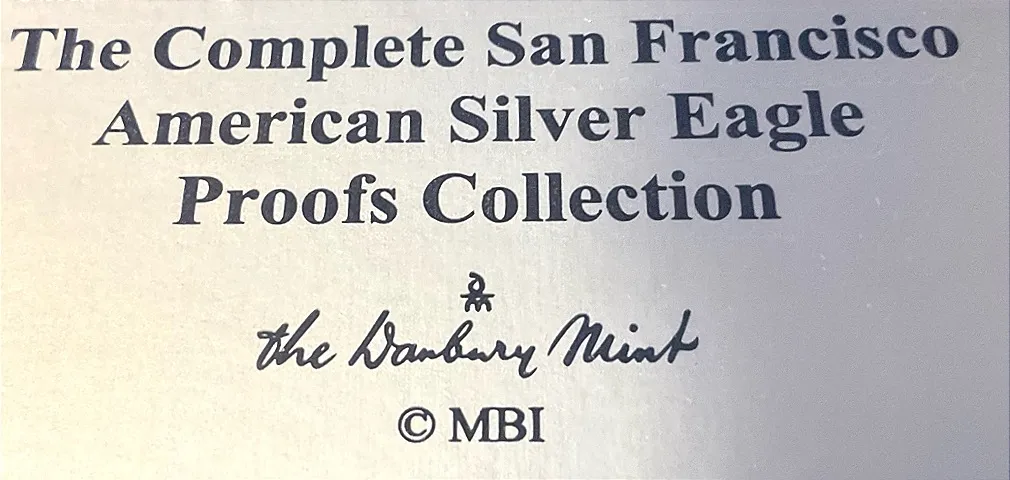 The Complete San Francisco
American Silver Eagle
Proofs Collection
the Danbury Mint
© MBI